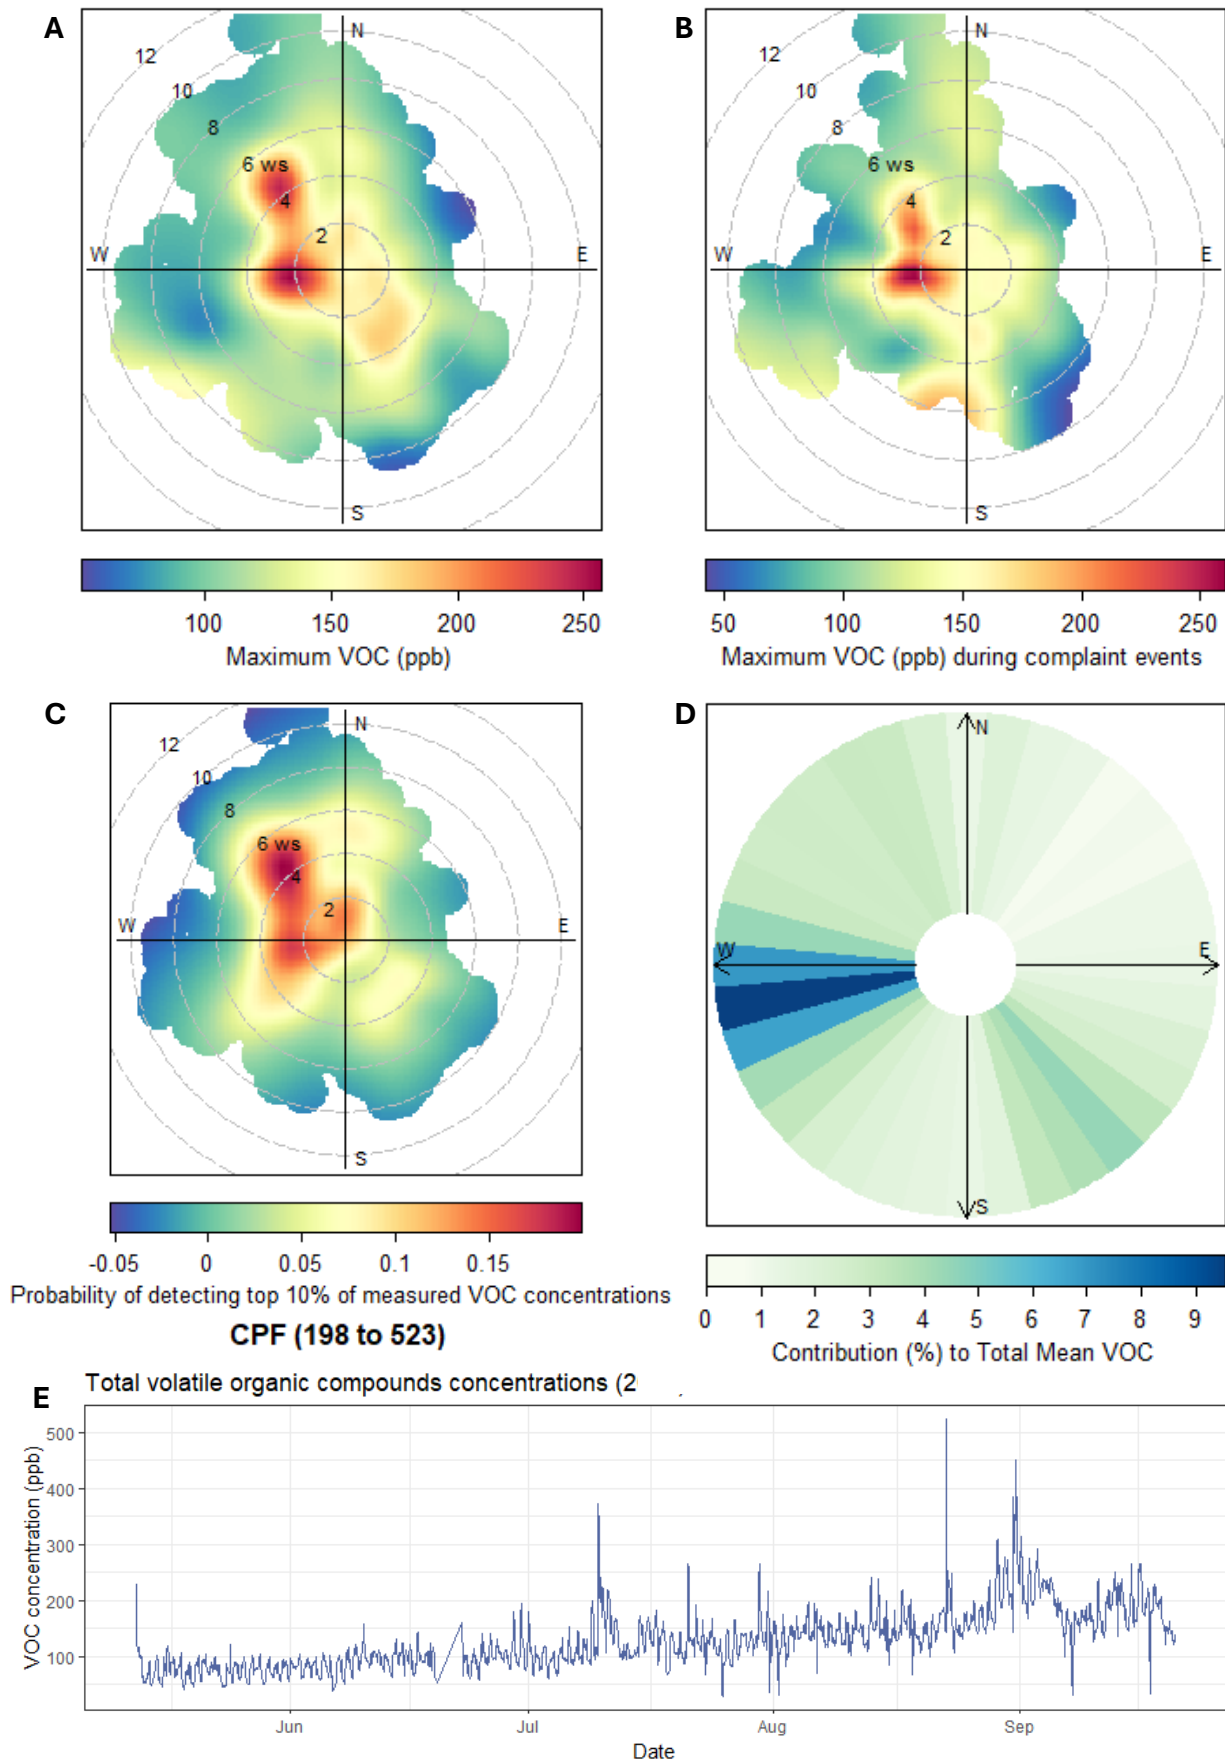 A
N
12
10
8
6 ws
4
2
W
E
S
100 150 200 250
Maximum VOC (ppb)
B
N
12
10
8
6 ws
4
2
W
E
S
50 100 150 200 250
Maximum VOC (ppb) during complaint events
C
N
12
10
8
6 ws
4
2
W
E
S
-0.05 0 0.05 0.1 0.15
Probability of detecting top 10% of measured VOC concentrations
CPF (198 to 523)
D
N
W
E
S
0 1 2 3 4 5 6 7 8 9
Contribution (%) to Total Mean VOC
E
Total volatile organic compounds concentrations (2
VOC concentration (ppb)
500
400
300
200
100
Jun Jul Aug Sep
Date